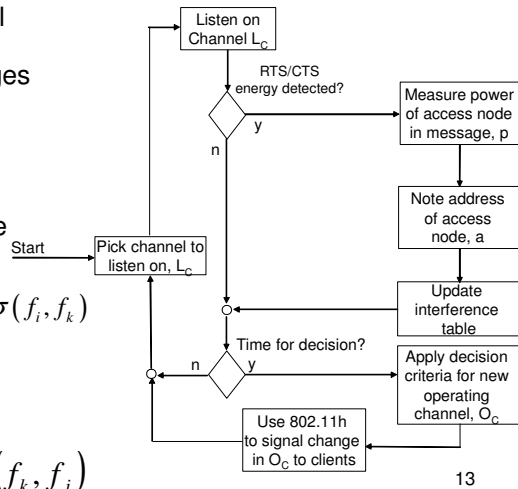 l
ges
e
σ(f_i, f_k)
(f_k, f_i)
Start
Pick channel to
listen on, L_C
Listen on
Channel L_C
RTS/CTS
energy detected?
y
n
Measure power
of access node
in message, p
Note address
of access
node, a
Update
interference
table
Time for decision?
n
y
Apply decision
criteria for new
operating
channel, O_C
Use 802.11h
to signal change
in O_C to clients
13